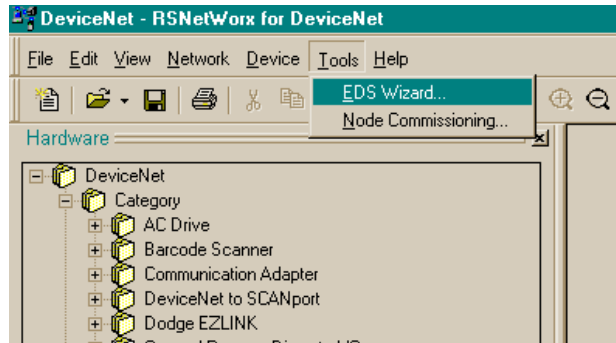 DeviceNet - RSNetWorx for DeviceNet
File Edit View Network Device Tools Help
EDS Wizard...
Node Commissioning...
Hardware
DeviceNet
Category
AC Drive
Barcode Scanner
Communication Adapter
DeviceNet to SCANport
Dodge EZLINK